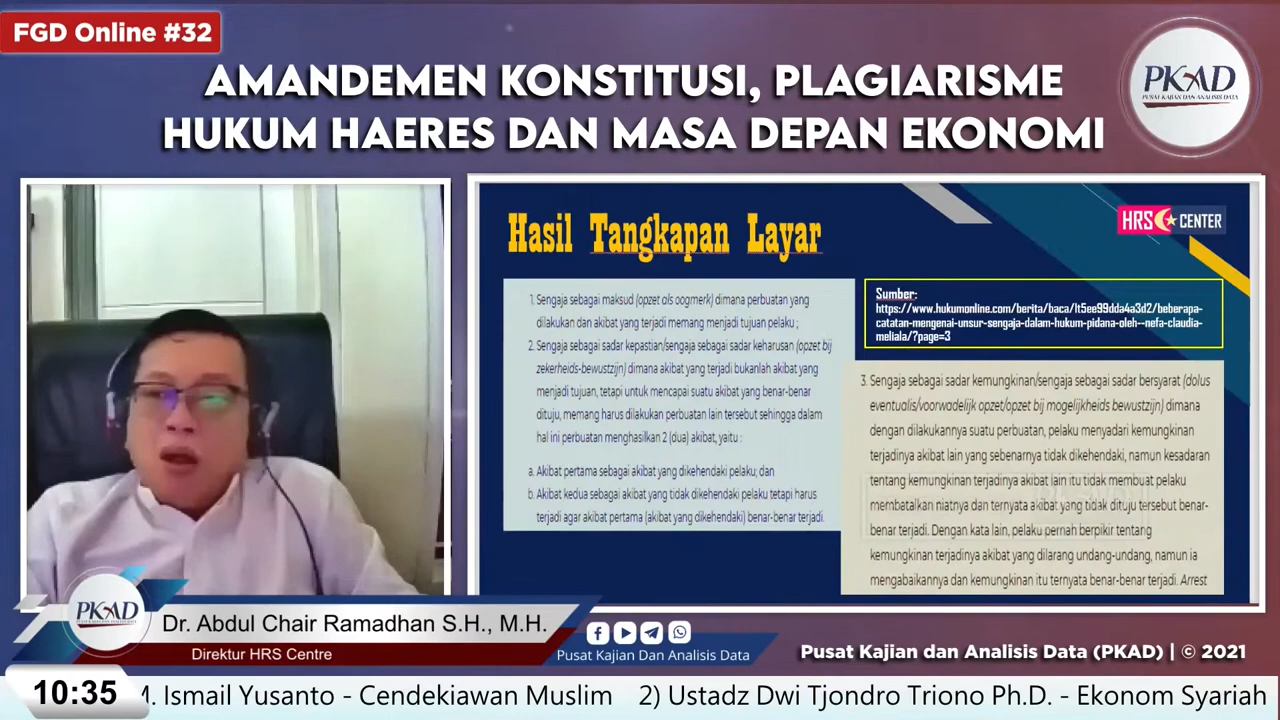 FGD Online #32
AMANDEMEN KONSTITUSI, PLAGIARISME
HUKUM HAERES DAN MASA DEPAN EKONOMI
PKAD
PUSAT KAJIAN DAN ANALISIS DATA
Hasil Tangkapan Layar
HRS CENTER
1. Sengaja sebagai maksud (opzet als oogmerk) dimana perbuatan yang
dilakukan dan akibat yang terjadi memang menjadi tujuan pelaku ;
2. Sengaja sebagai sadar kepastian/sengaja sebagai sadar keharusan (opzet bij
zekerheids-bewustzijn) dimana akibat yang terjadi bukanlah akibat yang
menjadi tujuan, tetapi untuk mencapai suatu akibat yang benar-benar
dituju, memang harus dilakukan perbuatan lain tersebut sehingga dalam
hal ini perbuatan menghasilkan 2 (dua) akibat, yaitu :
a. Akibat pertama sebagai akibat yang dikehendaki pelaku; dan
b. Akibat kedua sebagai akibat yang tidak dikehendaki pelaku tetapi harus
terjadi agar akibat pertama (akibat yang dikehendaki) benar-benar terjadi.
Sumber:
https://www.hukumonline.com/berita/baca/lt5ee99dda4a3d2/beberapa-
catatan-mengenai-unsur-sengaja-dalam-hukum-pidana-oleh--nefa-claudia-
meliala/?page=3
3. Sengaja sebagai sadar kemungkinan/sengaja sebagai sadar bersyarat (dolus
eventualis/voorwadelijk opzet/opzet bij mogelijkheids bewustzijn) dimana
dengan dilakukannya suatu perbuatan, pelaku menyadari kemungkinan
terjadinya akibat lain yang sebenarnya tidak dikehendaki, namun kesadaran
tentang kemungkinan terjadinya akibat lain itu tidak membuat pelaku
membatalkan niatnya dan ternyata akibat yang tidak dituju tersebut benar-
benar terjadi. Dengan kata lain, pelaku pernah berpikir tentang
kemungkinan terjadinya akibat yang dilarang undang-undang, namun ia
mengabaikannya dan kemungkinan itu ternyata benar-benar terjadi. Arrest
PKAD
Dr. Abdul Chair Ramadhan S.H., M.H.
Direktur HRS Centre
Pusat Kajian Dan Analisis Data
Pusat Kajian dan Analisis Data (PKAD) | © 2021
10:35
M. Ismail Yusanto - Cendekiawan Muslim 2) Ustadz Dwi Tjondro Triono Ph.D. - Ekonom Syariah